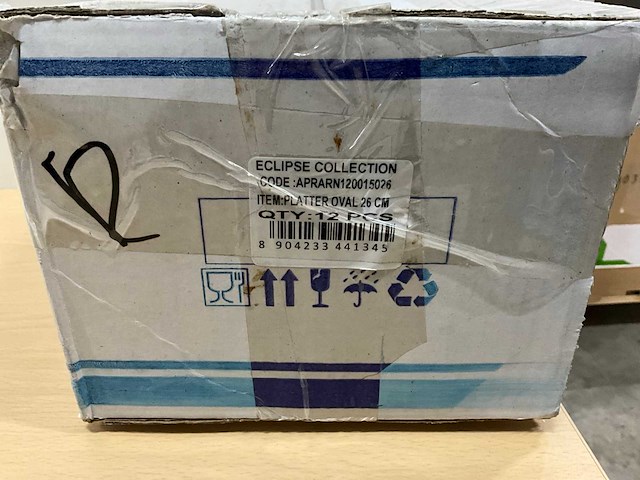 ECLIPSE COLLECTION
CODE :APRARN120015026
ITEM:PLATTER OVAL 26 CM
QTY:12 PCS
8 904233 441345
R